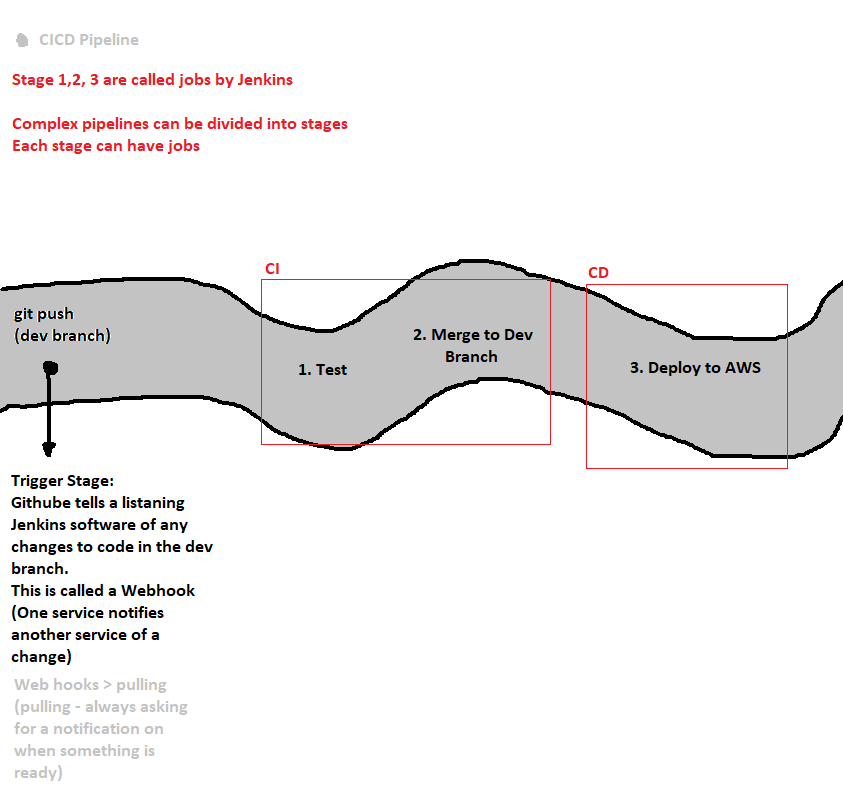 CICD Pipeline
Stage 1,2, 3 are called jobs by Jenkins
Complex pipelines can be divided into stages
Each stage can have jobs
CI
CD
git push
(dev branch)
1. Test
2. Merge to Dev
Branch
3. Deploy to AWS
Trigger Stage:
Githube tells a listaning
Jenkins software of any
changes to code in the dev
branch.
This is called a Webhook
(One service notifies
another service of a
change)
Web hooks > pulling
(pulling - always asking
for a notification on
when something is
ready)